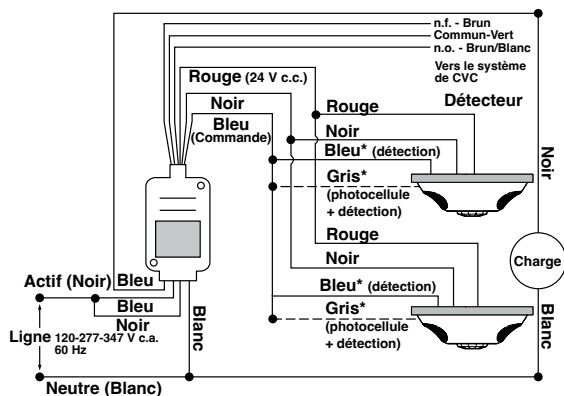 n.f. - Brun
Commun-Vert
n.o. - Brun/Blanc
Vers le système
de CVC
Rouge (24 V c.c.)
Détecteur
Noir
Rouge
Bleu
(Commande)
Noir
Bleu* (détection)
Noir
Gris*
(photocellule
+ détection)
Rouge
Charge
Noir
Actif (Noir)
Bleu
Bleu* (détection)
Bleu
Noir
Blanc
Gris*
(photocellule
+ détection)
Blanc
Ligne 120-277-347 V c.a.
60 Hz
Neutre (Blanc)